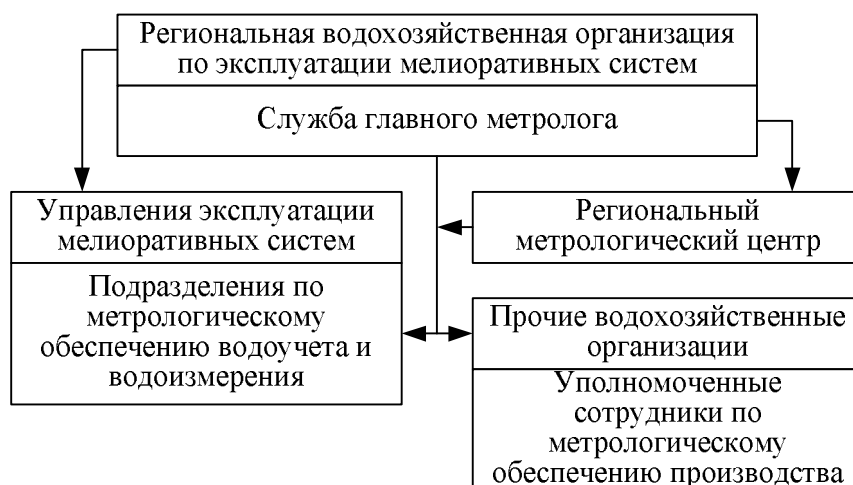 Региональная водохозяйственная организация
по эксплуатации мелиоративных систем
Служба главного метролога
Управления эксплуатации
мелиоративных систем
Подразделения по
метрологическому
обеспечению водоучета и
водоизмерения
Региональный
метрологический центр
Прочие водохозяйственные
организации
Уполномоченные
сотрудники по
метрологическому
обеспечению производства